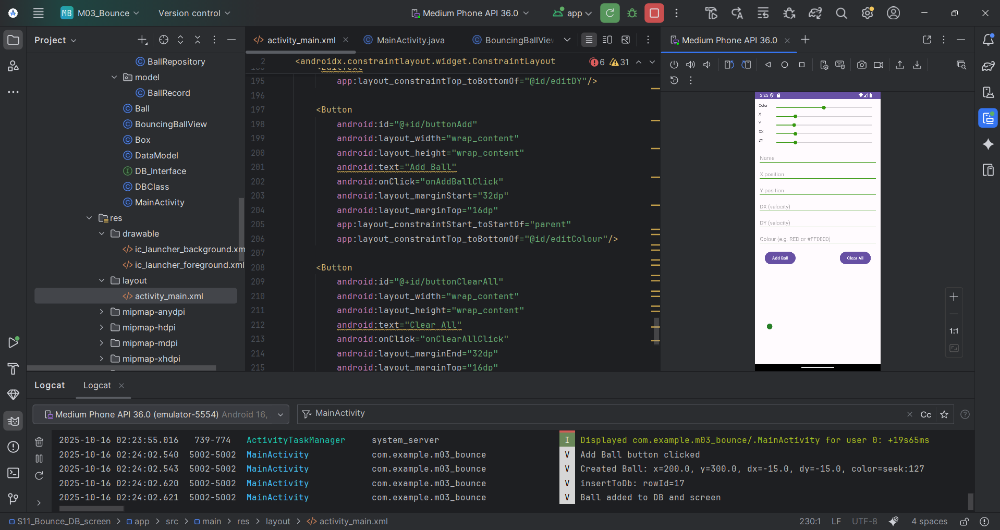 MB M03_Bounce
Version control
Medium Phone API 36.0
app
Project
activity_main.xml
MainActivity.java
BouncingBallView
Medium Phone API 36.0
BallRepository
model
BallRecord
Ball
BouncingBallView
Box
DataModel
DB_Interface
DBClass
MainActivity
res
drawable
ic_launcher_background.xm
ic_launcher_foreground.xml
layout
activity_main.xml
mipmap-anydpi
mipmap-hdpi
mipmap-mdpi
mipmap-xhdpi
2 <androidx.constraintlayout.widget.ConstraintLayout
6 31
<EditText
195 app:layout_constraintTop_toBottomOf="@id/editDY"/>
196
197 <Button
198 android:id="@+id/buttonAdd"
199 android:layout_width="wrap_content"
200 android:layout_height="wrap_content"
201 android:text="Add Ball"
202 android:onClick="onAddBallClick"
203 android:layout_marginStart="32dp"
204 android:layout_marginTop="16dp"
205 app:layout_constraintStart_toStartOf="parent"
206 app:layout_constraintTop_toBottomOf="@id/editColour"/>
207
208 <Button
209 android:id="@+id/buttonClearAll"
210 android:layout_width="wrap_content"
211 android:layout_height="wrap_content"
212 android:text="Clear All"
213 android:onClick="onClearAllClick"
214 android:layout_marginEnd="32dp"
215 android:layout_marginTop="16dp"
2:25
Color
X
Y
DX
DY
Name
X position
Y position
DX (velocity)
DY (velocity)
Colour (e.g. RED or #FF0000)
Add Ball
Clear All
1:1
Logcat
Logcat
Medium Phone API 36.0 (emulator-5554) Android 16,
MainActivity
Cc
2025-10-16 02:23:55.016 739-774 ActivityTaskManager system_server I Displayed com.example.m03_bounce/.MainActivity for user 0: +19s65ms
2025-10-16 02:24:02.540 5002-5002 MainActivity com.example.m03_bounce V Add Ball button clicked
2025-10-16 02:24:02.543 5002-5002 MainActivity com.example.m03_bounce V Created Ball: x=200.0, y=300.0, dx=-15.0, dy=-15.0, color=seek:127
2025-10-16 02:24:02.620 5002-5002 MainActivity com.example.m03_bounce V insertToDb: rowId=17
2025-10-16 02:24:02.621 5002-5002 MainActivity com.example.m03_bounce V Ball added to DB and screen
S11_Bounce_DB_screen > app > src > main > res > layout > activity_main.xml
230:1 LF UTF-8 4 spaces